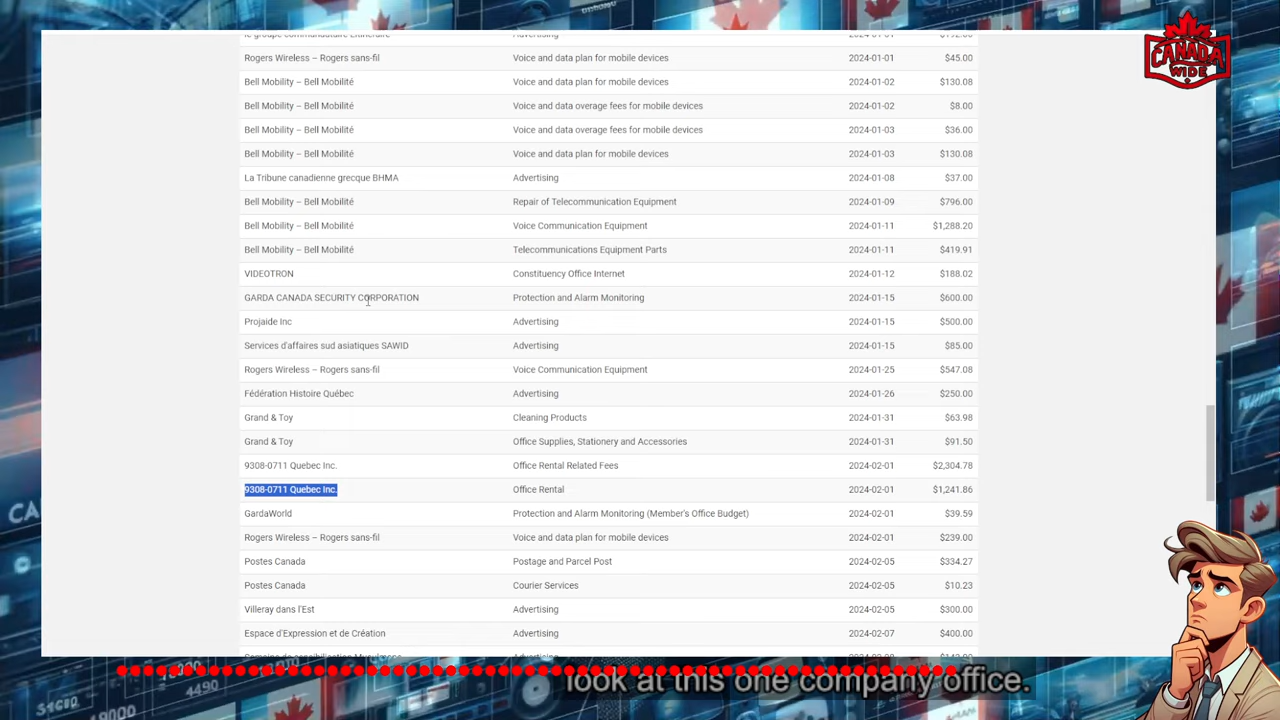 CANADA
WIDE
le groupe communautaire L'Itinéraire Advertising 2024-01-01 $192.00
Rogers Wireless – Rogers sans-fil Voice and data plan for mobile devices 2024-01-01 $45.00
Bell Mobility – Bell Mobilité Voice and data plan for mobile devices 2024-01-02 $130.08
Bell Mobility – Bell Mobilité Voice and data overage fees for mobile devices 2024-01-02 $8.00
Bell Mobility – Bell Mobilité Voice and data overage fees for mobile devices 2024-01-03 $36.00
Bell Mobility – Bell Mobilité Voice and data plan for mobile devices 2024-01-03 $130.08
La Tribune canadienne grecque BHMA Advertising 2024-01-08 $37.00
Bell Mobility – Bell Mobilité Repair of Telecommunication Equipment 2024-01-09 $796.00
Bell Mobility – Bell Mobilité Voice Communication Equipment 2024-01-11 $1,288.20
Bell Mobility – Bell Mobilité Telecommunications Equipment Parts 2024-01-11 $419.91
VIDEOTRON Constituency Office Internet 2024-01-12 $188.02
GARDA CANADA SECURITY CORPORATION Protection and Alarm Monitoring 2024-01-15 $600.00
Projaide Inc Advertising 2024-01-15 $500.00
Services d'affaires sud asiatiques SAWID Advertising 2024-01-15 $85.00
Rogers Wireless – Rogers sans-fil Voice Communication Equipment 2024-01-25 $547.08
Fédération Histoire Québec Advertising 2024-01-26 $250.00
Grand & Toy Cleaning Products 2024-01-31 $63.98
Grand & Toy Office Supplies, Stationery and Accessories 2024-01-31 $91.50
9308-0711 Quebec Inc. Office Rental Related Fees 2024-02-01 $2,304.78
9308-0711 Quebec Inc. Office Rental 2024-02-01 $1,241.86
GardaWorld Protection and Alarm Monitoring (Member's Office Budget) 2024-02-01 $39.59
Rogers Wireless – Rogers sans-fil Voice and data plan for mobile devices 2024-02-01 $239.00
Postes Canada Postage and Parcel Post 2024-02-05 $334.27
Postes Canada Courier Services 2024-02-05 $10.23
Villeray dans l'Est Advertising 2024-02-05 $300.00
Espace d'Expression et de Création Advertising 2024-02-07 $400.00
look at this one company office.